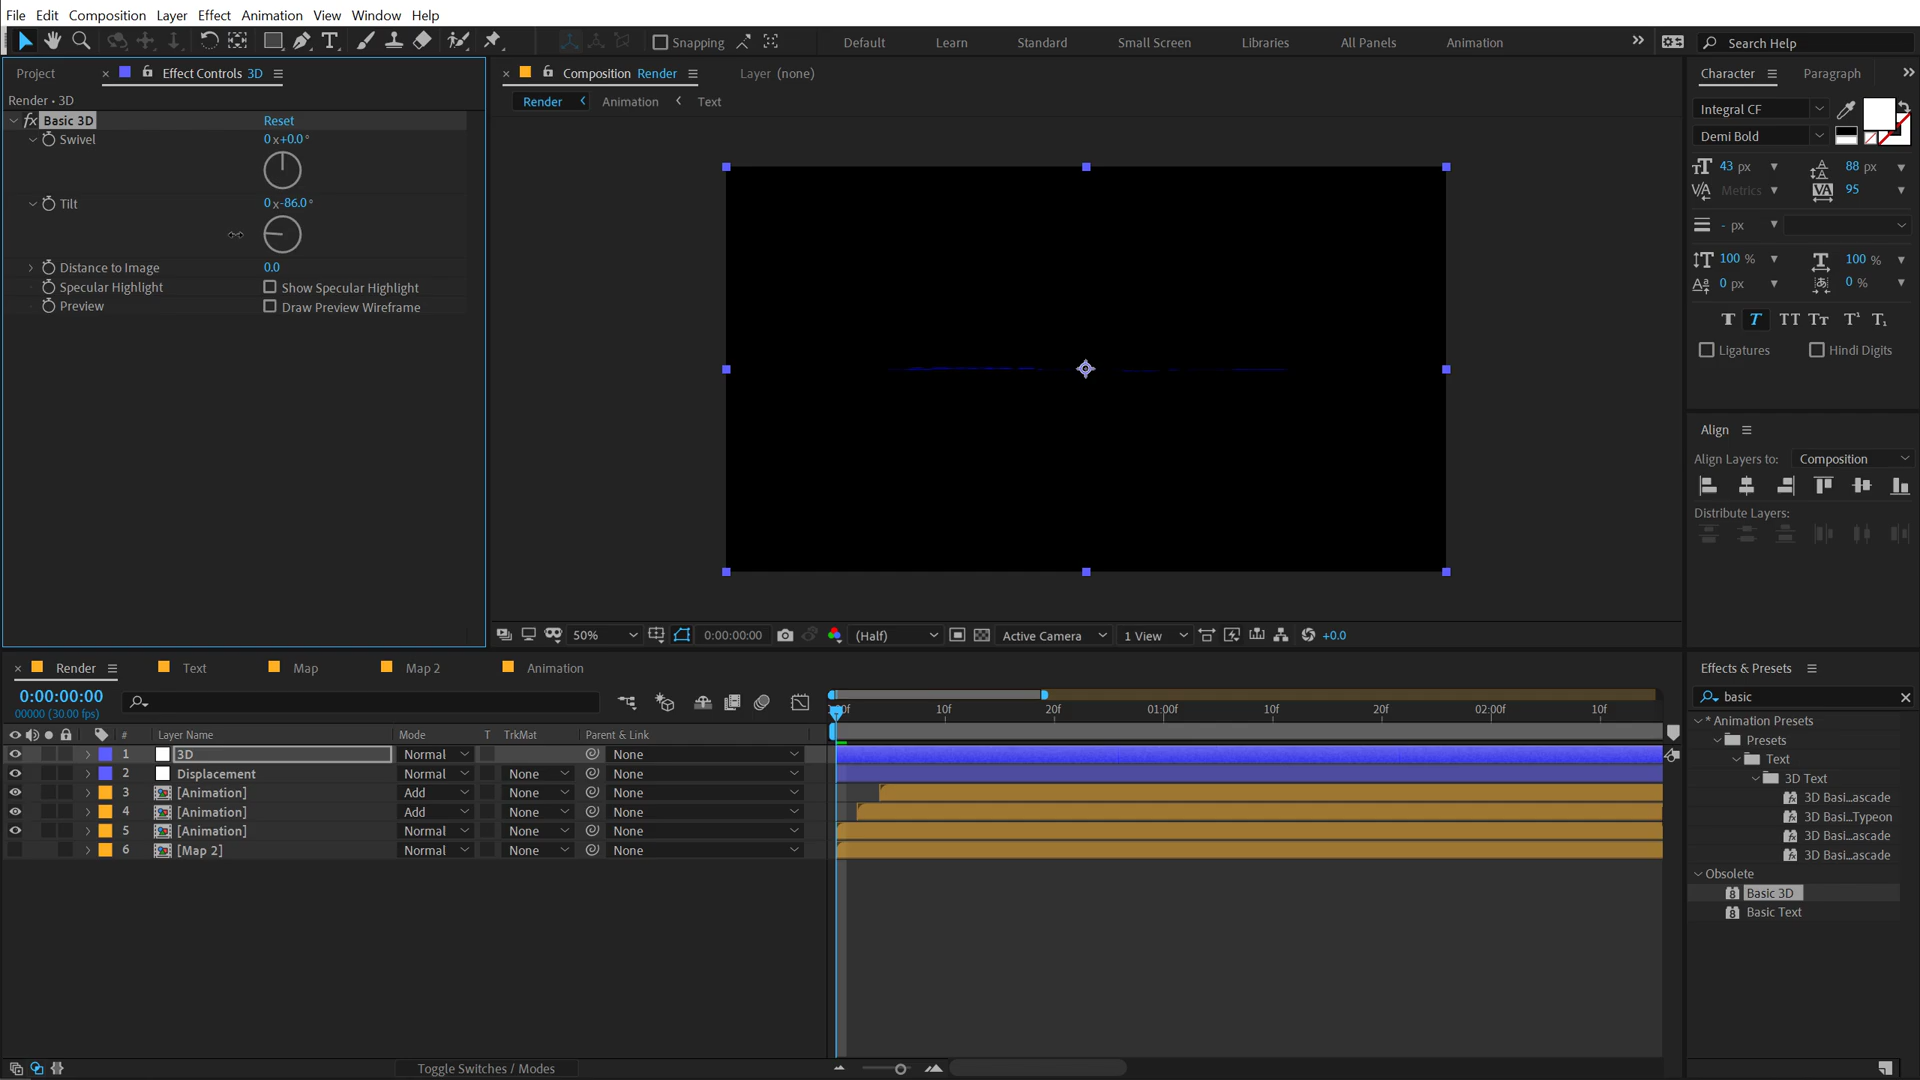 File Edit Composition Layer Effect Animation View Window Help
Snapping Default Learn Standard Small Screen Libraries All Panels Animation Search Help
Project Effect Controls 3D
Composition Render Layer (none)
Character Paragraph
Render • 3D
Render Animation Text
fx Basic 3D Reset
Swivel 0 x+0.0°
Tilt 0 x-86.0°
Distance to Image 0.0
Specular Highlight Show Specular Highlight
Preview Draw Preview Wireframe
Integral CF
Demi Bold
43 px 88 px
Metrics 95
- px
100 % 100 %
0 px 0 %
Ligatures Hindi Digits
Align
Align Layers to: Composition
Distribute Layers:
50% 0:00:00:00 (Half) Active Camera 1 View +0.0
Render Text Map Map 2 Animation
0:00:00:00
00000 (30.00 fps)
10f 20f 01:00f 10f 20f 02:00f 10f
# Layer Name Mode T TrkMat Parent & Link
1 3D Normal None
2 Displacement Normal None None
3 [Animation] Add None None
4 [Animation] Add None None
5 [Animation] Normal None None
6 [Map 2] Normal None None
Toggle Switches / Modes
Effects & Presets
basic
* Animation Presets
Presets
Text
3D Text
3D Basi...ascade
3D Basi...Typeon
3D Basi...ascade
3D Basi...ascade
Obsolete
Basic 3D
Basic Text